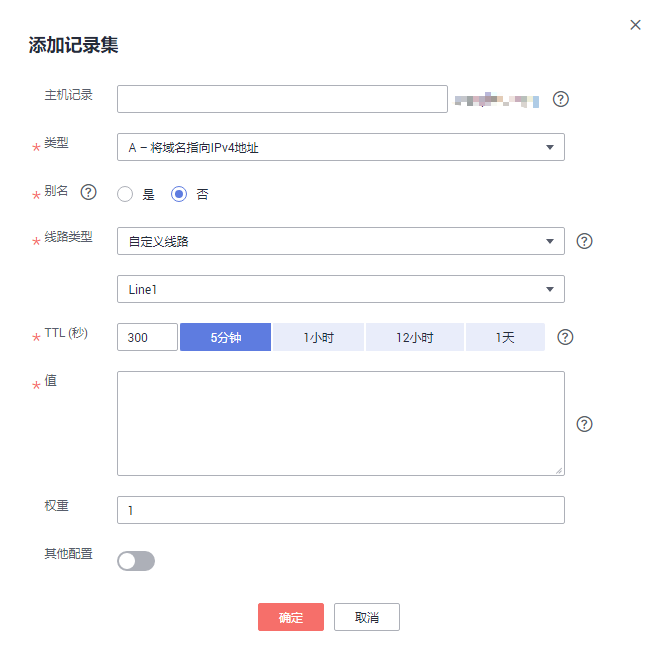 添加记录集
主机记录
* 类型
A – 将域名指向IPv4地址
* 别名 ? 是 否
* 线路类型
自定义线路 ?
Line1
* TTL (秒)
300 5分钟 1小时 12小时 1天 ?
* 值 ?
权重
1
其他配置
确定 取消